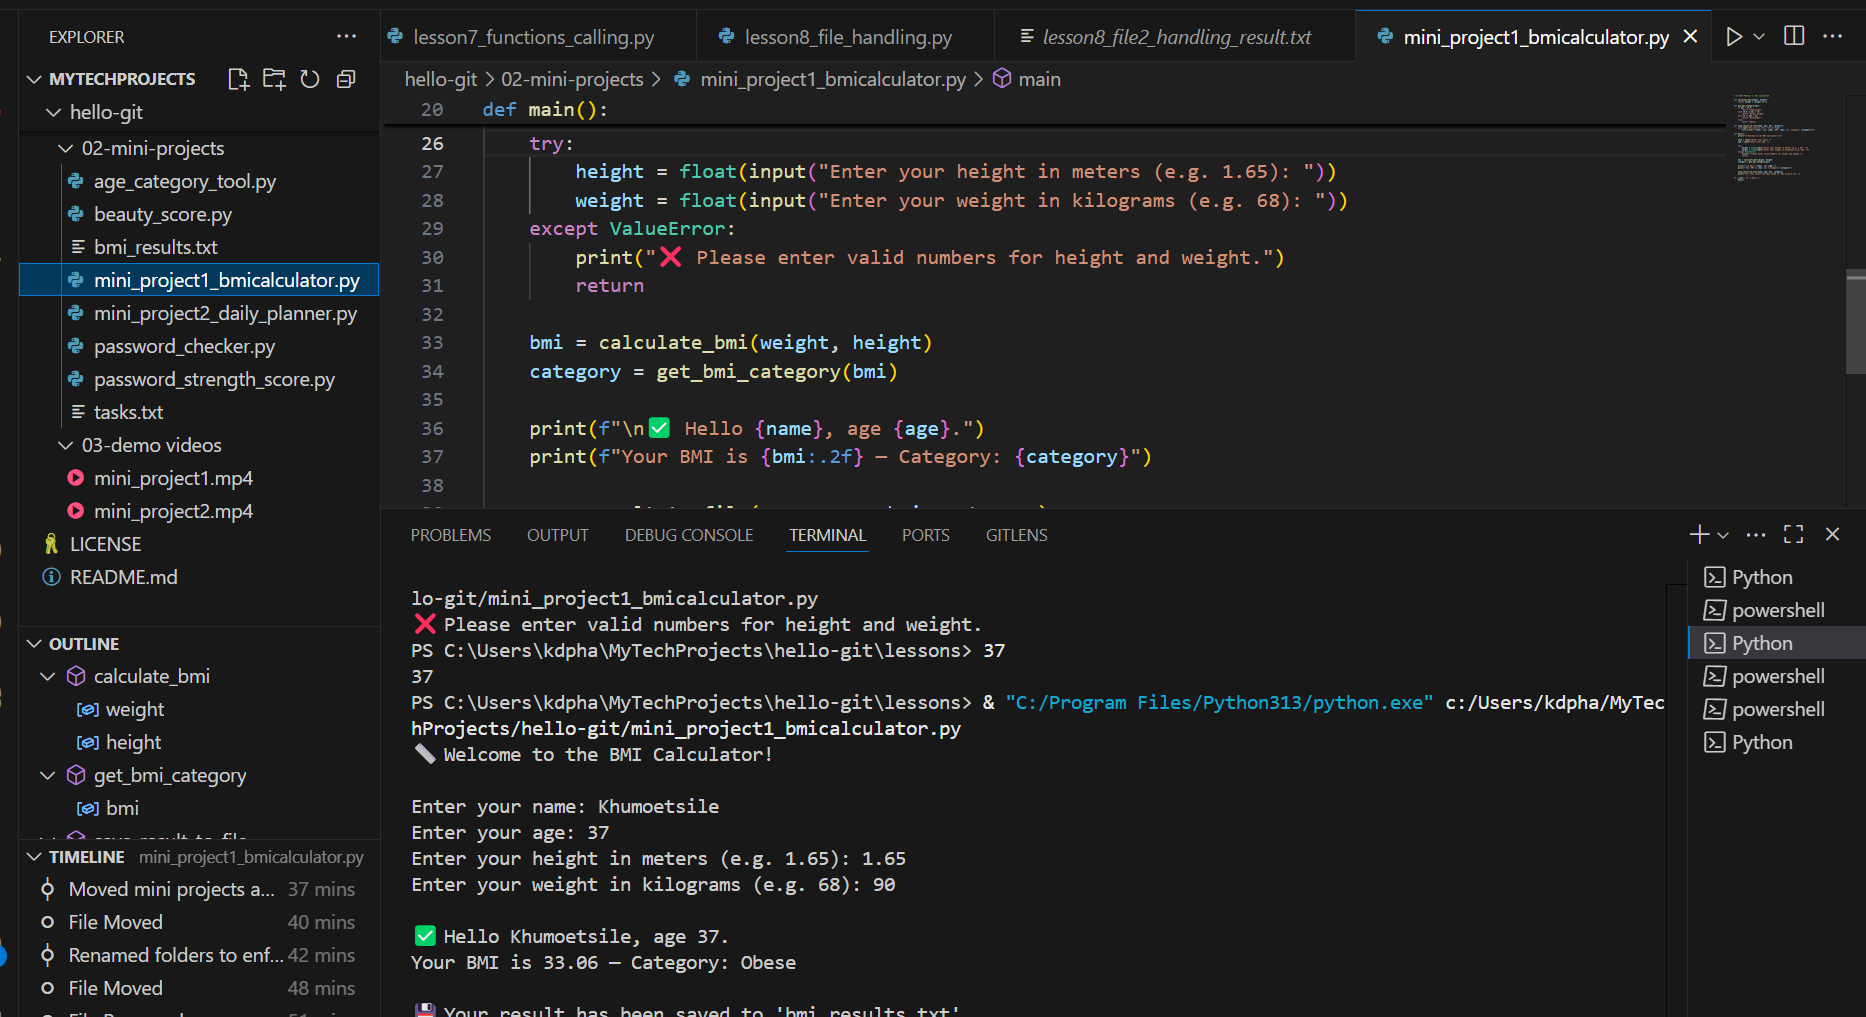 EXPLORER
MYTECHPROJECTS
hello-git
02-mini-projects
age_category_tool.py
beauty_score.py
bmi_results.txt
mini_project1_bmicalculator.py
mini_project2_daily_planner.py
password_checker.py
password_strength_score.py
tasks.txt
03-demo videos
mini_project1.mp4
mini_project2.mp4
LICENSE
README.md
OUTLINE
calculate_bmi
weight
height
get_bmi_category
bmi
save_result_to_file
TIMELINE mini_project1_bmicalculator.py
Moved mini projects a... 37 mins
File Moved 40 mins
Renamed folders to enf... 42 mins
File Moved 48 mins
lesson7_functions_calling.py
lesson8_file_handling.py
lesson8_file2_handling_result.txt
mini_project1_bmicalculator.py
hello-git > 02-mini-projects > mini_project1_bmicalculator.py > main
20 def main():
26 try:
27 height = float(input("Enter your height in meters (e.g. 1.65): "))
28 weight = float(input("Enter your weight in kilograms (e.g. 68): "))
29 except ValueError:
30 print("❌ Please enter valid numbers for height and weight.")
31 return
32
33 bmi = calculate_bmi(weight, height)
34 category = get_bmi_category(bmi)
35
36 print(f"\n✅ Hello {name}, age {age}.")
37 print(f"Your BMI is {bmi:.2f} — Category: {category}")
38
PROBLEMS OUTPUT DEBUG CONSOLE TERMINAL PORTS GITLENS
lo-git/mini_project1_bmicalculator.py
❌ Please enter valid numbers for height and weight.
PS C:\Users\kdpha\MyTechProjects\hello-git\lessons> 37
37
PS C:\Users\kdpha\MyTechProjects\hello-git\lessons> & "C:/Program Files/Python313/python.exe" c:/Users/kdpha/MyTec
hProjects/hello-git/mini_project1_bmicalculator.py
📏 Welcome to the BMI Calculator!
Enter your name: Khumoetsile
Enter your age: 37
Enter your height in meters (e.g. 1.65): 1.65
Enter your weight in kilograms (e.g. 68): 90
✅ Hello Khumoetsile, age 37.
Your BMI is 33.06 — Category: Obese
💾 Your result has been saved to 'bmi_results.txt'
Python
powershell
Python
powershell
powershell
Python